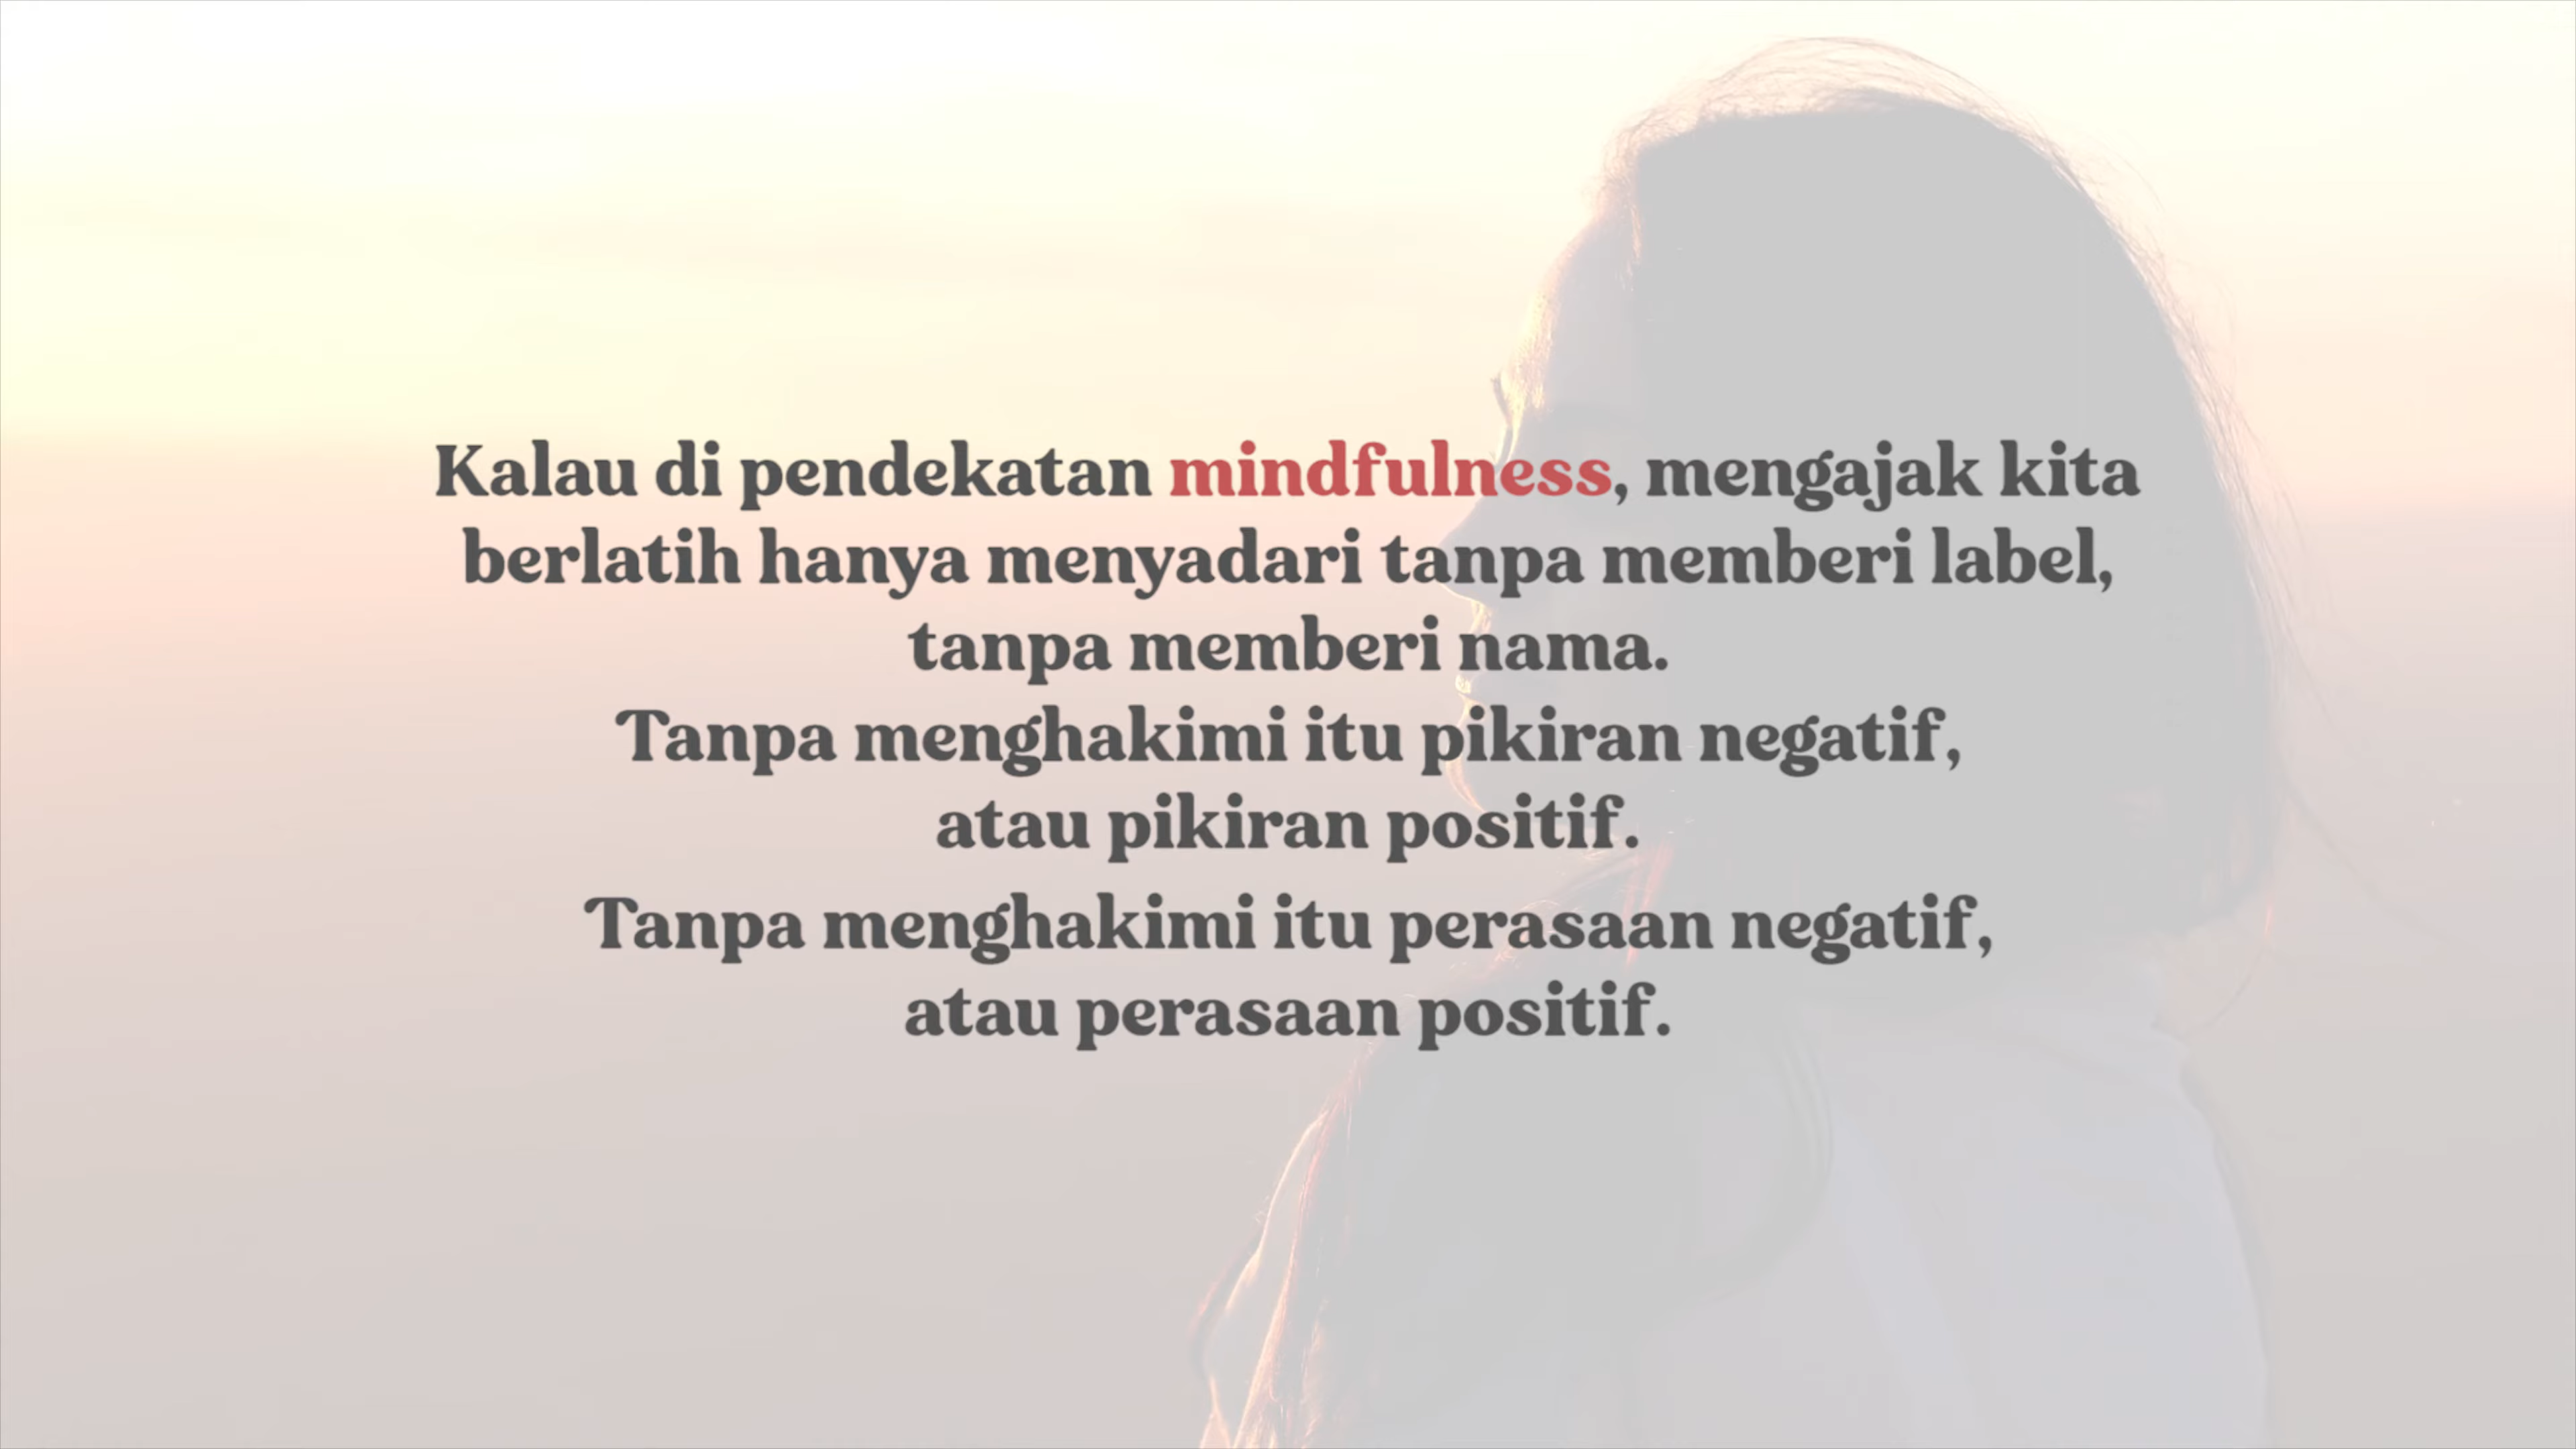 Kalau di pendekatan mindfulness, mengajak kita
berlatih hanya menyadari tanpa memberi label,
tanpa memberi nama.
Tanpa menghakimi itu pikiran negatif,
atau pikiran positif.
Tanpa menghakimi itu perasaan negatif,
atau perasaan positif.